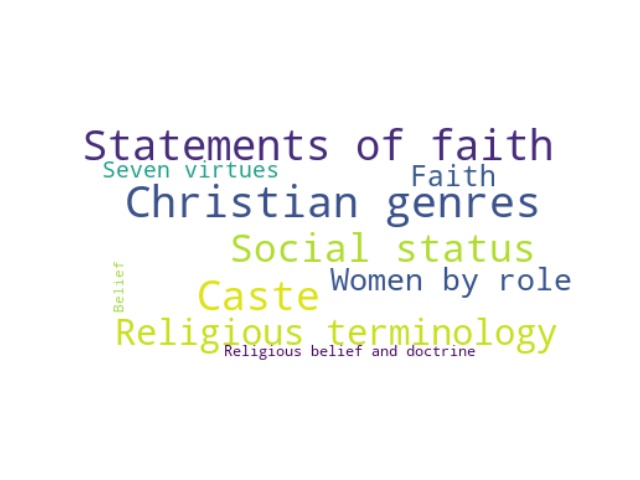 Statements of faith
Seven virtues
Faith
Christian genres
Social status
Belief
Women by role
Caste
Religious terminology
Religious belief and doctrine